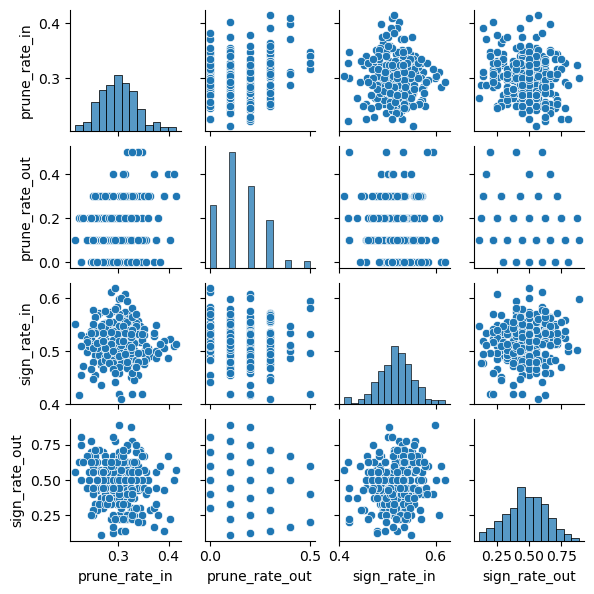 prune_rate_in
0.4
0.3
prune_rate_out
0.4
0.2
0.0
sign_rate_in
0.6
0.5
0.4
sign_rate_out
0.75
0.50
0.25
0.3 0.4 0.0 0.5 0.4 0.6 0.25 0.50 0.75
prune_rate_in prune_rate_out sign_rate_in sign_rate_out